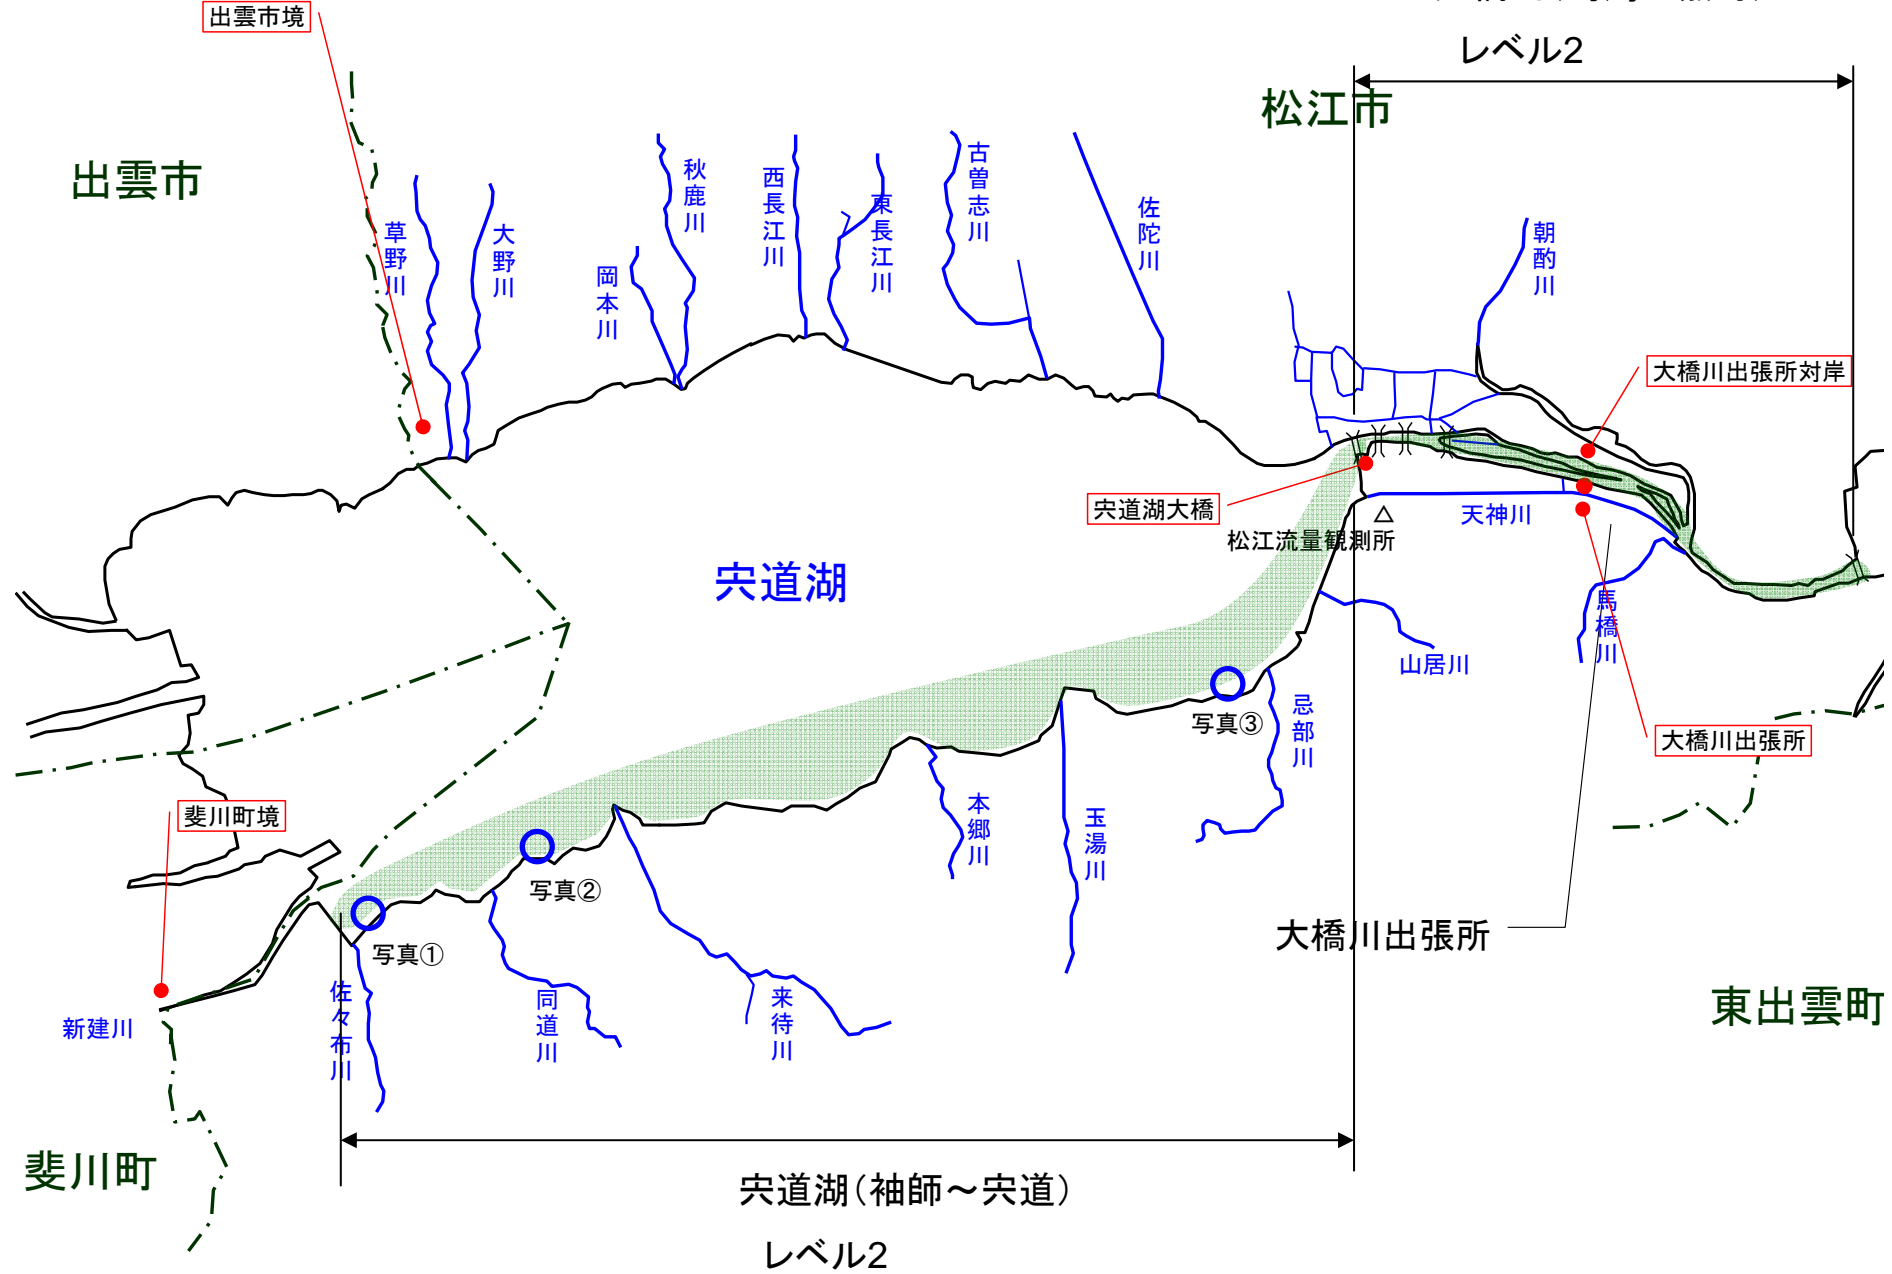 出雲市境
レベル2
松江市
出雲市
草野川
大野川
岡本川
秋鹿川
西長江川
東長江川
古曽志川
佐陀川
朝酌川
大橋川出張所対岸
宍道湖大橋
天神川
松江流量観測所
宍道湖
馬橋川
山居川
写真③
忌部川
大橋川出張所
斐川町境
本郷川
玉湯川
写真②
大橋川出張所
写真①
新建川
佐々布川
同道川
来待川
東出雲町
斐川町
宍道湖(袖師～宍道)
レベル2